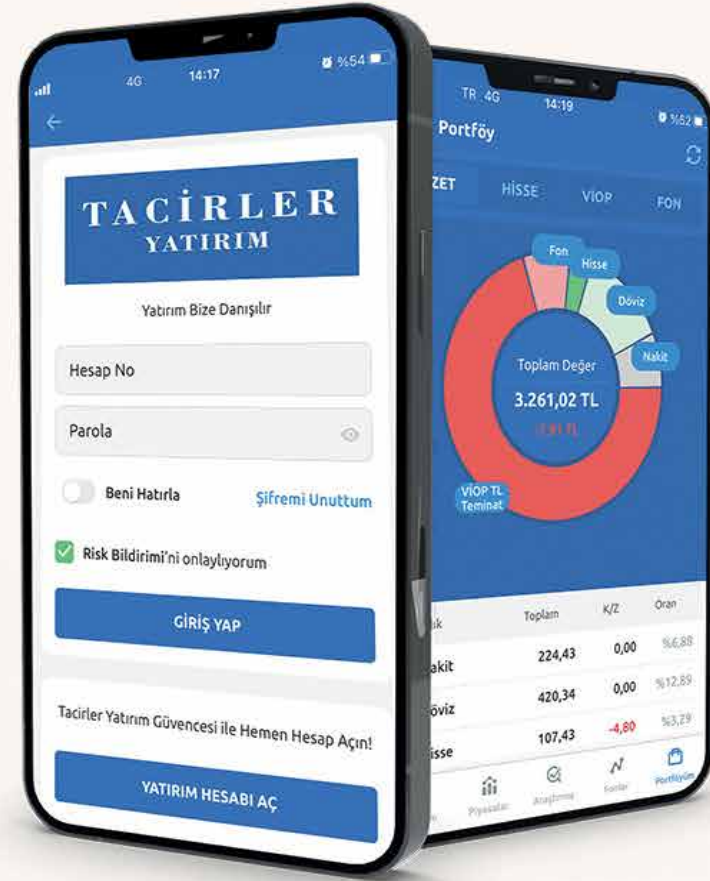 4G 14:17 %54
TACİRLER
YATIRIM
Yatırım Bize Danışılır
Hesap No
Parola
Beni Hatırla Şifremi Unuttum
Risk Bildirimi'ni onaylıyorum
GİRİŞ YAP
Tacirler Yatırım Güvencesi ile Hemen Hesap Açın!
YATIRIM HESABI AÇ
TR 4G 14:19 %52
Portföy
ZET HİSSE VİOP FON
Fon
Hisse
Döviz
Nakit
Toplam Değer
3.261,02 TL
VİOP TL
Teminat
Toplam K/Z Oran
akit 224,43 0,00 %6,88
öviz 420,34 0,00 %12,89
isse 107,43 -4,80 %3,29
Piyasalar Araştırma Fonlar Portföyüm